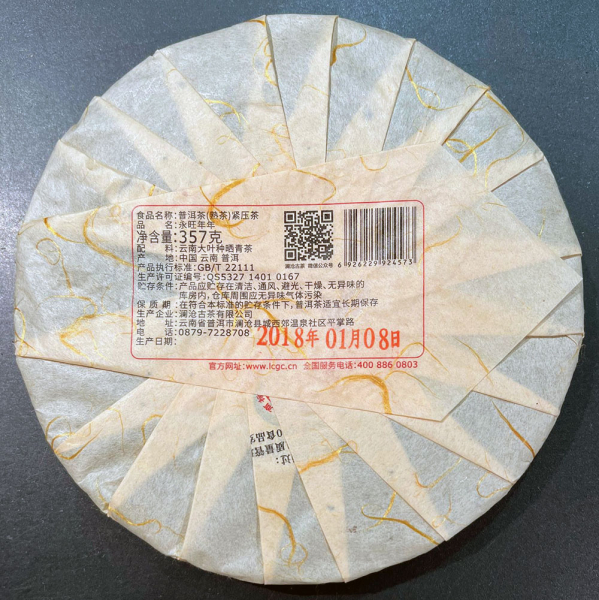 食品名称:普洱茶(熟茶)紧压茶
品 名:永旺年年
净含量:357克
配 料:云南大叶种晒青茶
产 地:中国 云南 普洱
产品执行标准:GB/T 22111
生产许可证编号:QS5327 1401 0167
贮存条件:产品应贮存在清洁、通风、避光、干燥、无异味的
库房内,仓库周围应无异味气体污染
保 质 期:在符合本标准的贮存条件下,普洱茶适宜长期保存
生产企业:澜沧古茶有限公司
地 址:云南省普洱市澜沧县城西郊温泉社区平掌路
电 话:0879-7228708
生产日期:
2018年 01月08日
澜沧古茶 微信公众号
6926229924573
官方网址:www.lcgc.cn 全国服务电话:400 886 0803